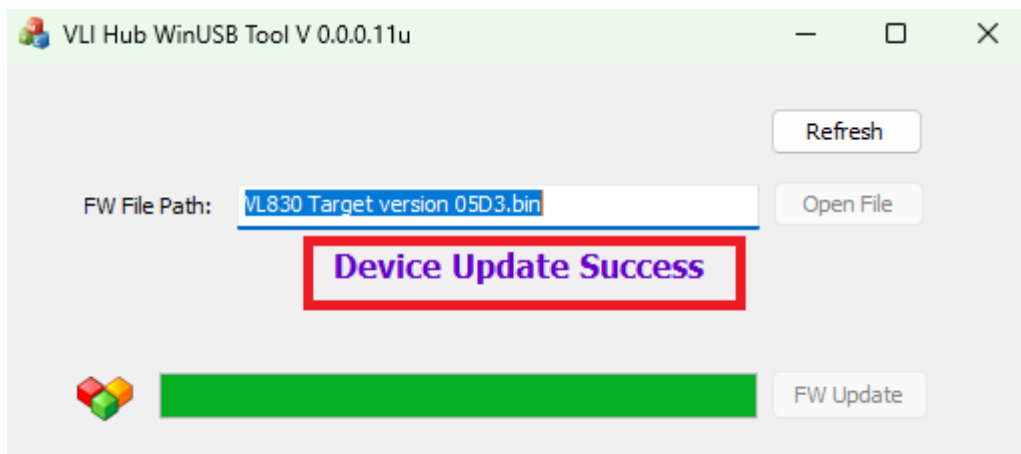 VLI Hub WinUSB Tool V 0.0.0.11u
Refresh
FW File Path: VL830 Target version 05D3.bin Open File
Device Update Success
FW Update